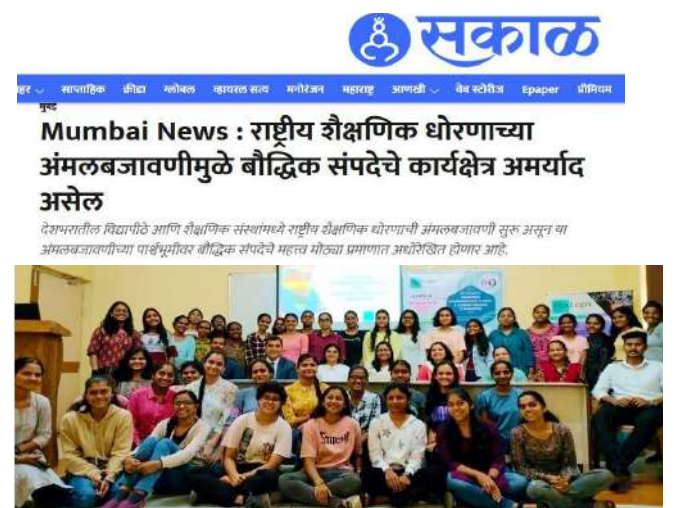 सकाळ
हर साप्ताहिक क्रीडा ग्लोबल व्हायरल सत्य मनोरंजन महाराष्ट्र आणखी वेब स्टोरीज Epaper प्रीमियम
मुंबई
Mumbai News : राष्ट्रीय शैक्षणिक धोरणाच्या
अंमलबजावणीमुळे बौद्धिक संपदेचे कार्यक्षेत्र अमर्याद
असेल
देशभरातील विद्यापीठे आणि शैक्षणिक संस्थांमध्ये राष्ट्रीय शैक्षणिक धोरणाची अंमलबजावणी सुरू असून या
अंमलबजावणीच्या पार्श्वभूमीवर बौद्धिक संपदेचे महत्त्व मोठ्या प्रमाणात अधोरेखित होणार आहे.